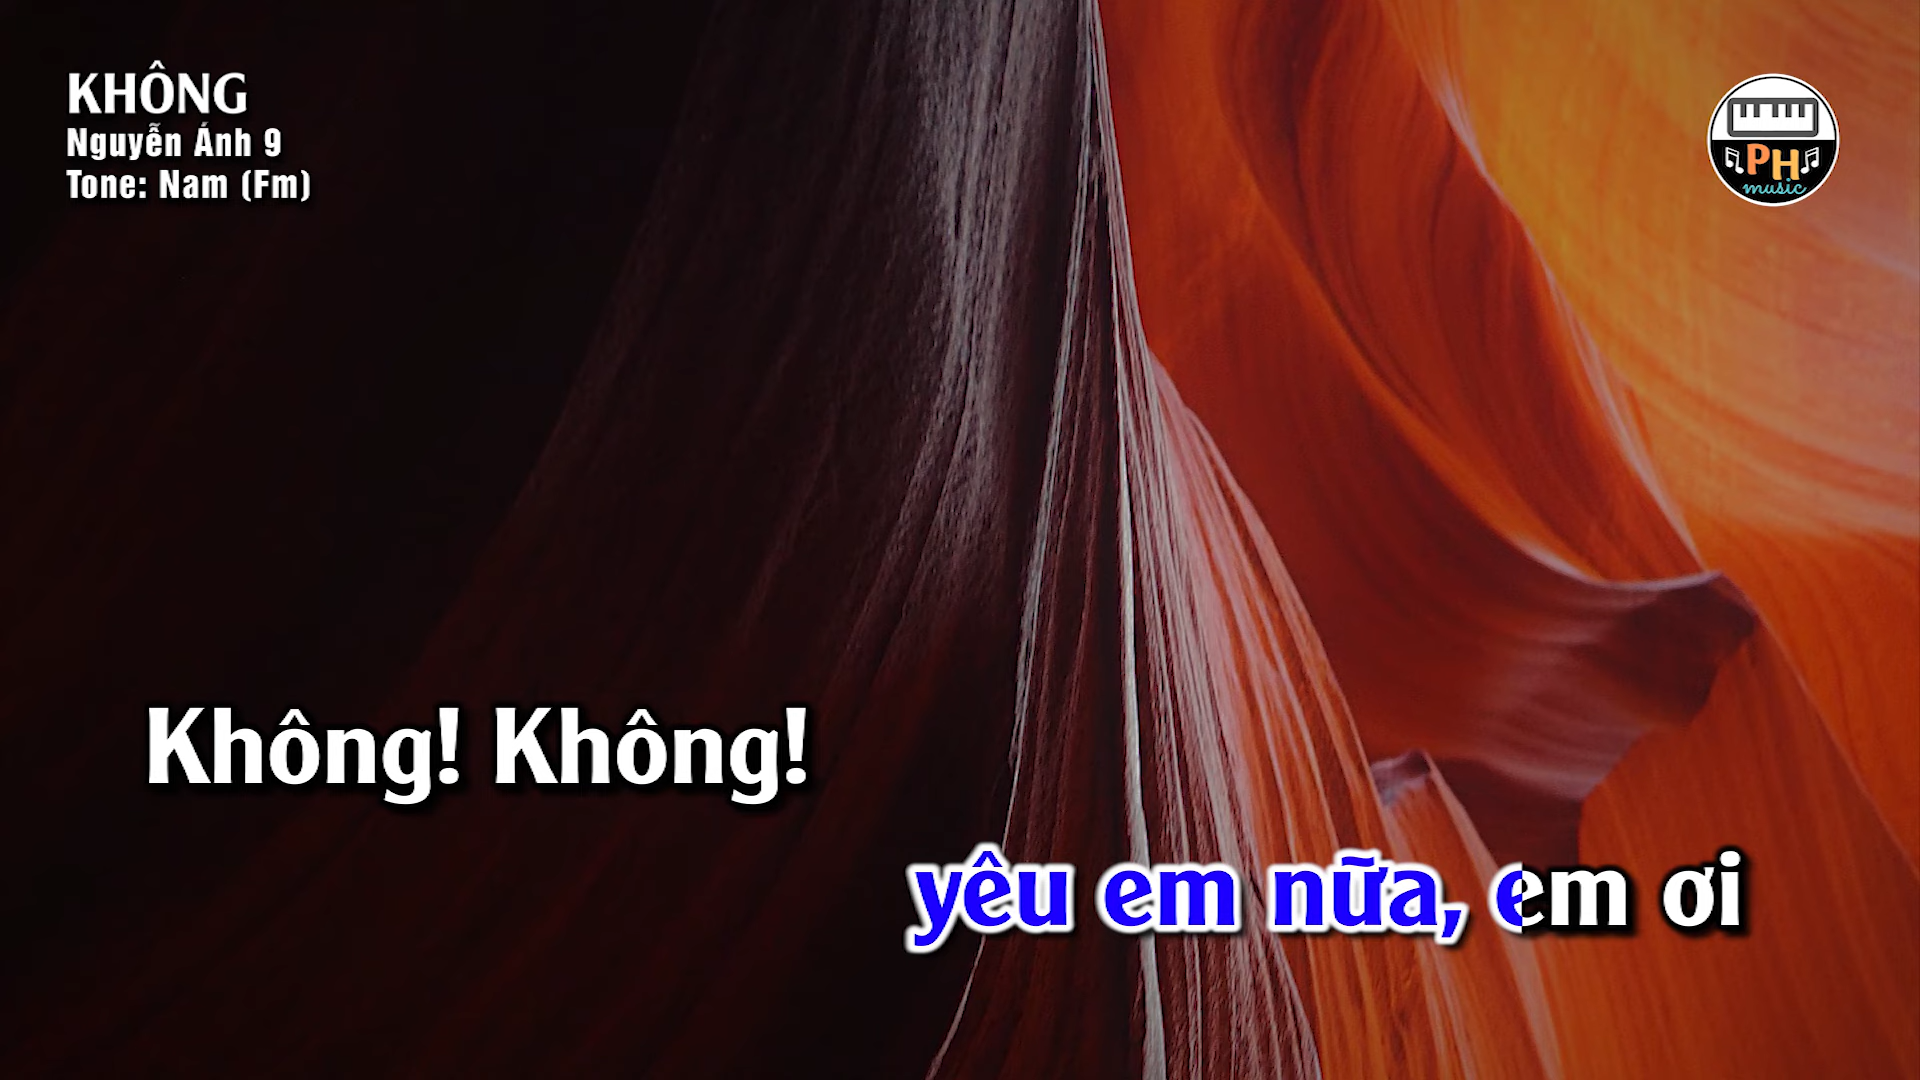 KHÔNG
Nguyễn Ánh 9
Tone: Nam (Fm)
PH
music
Không! Không!
yêu em nữa, em ơi